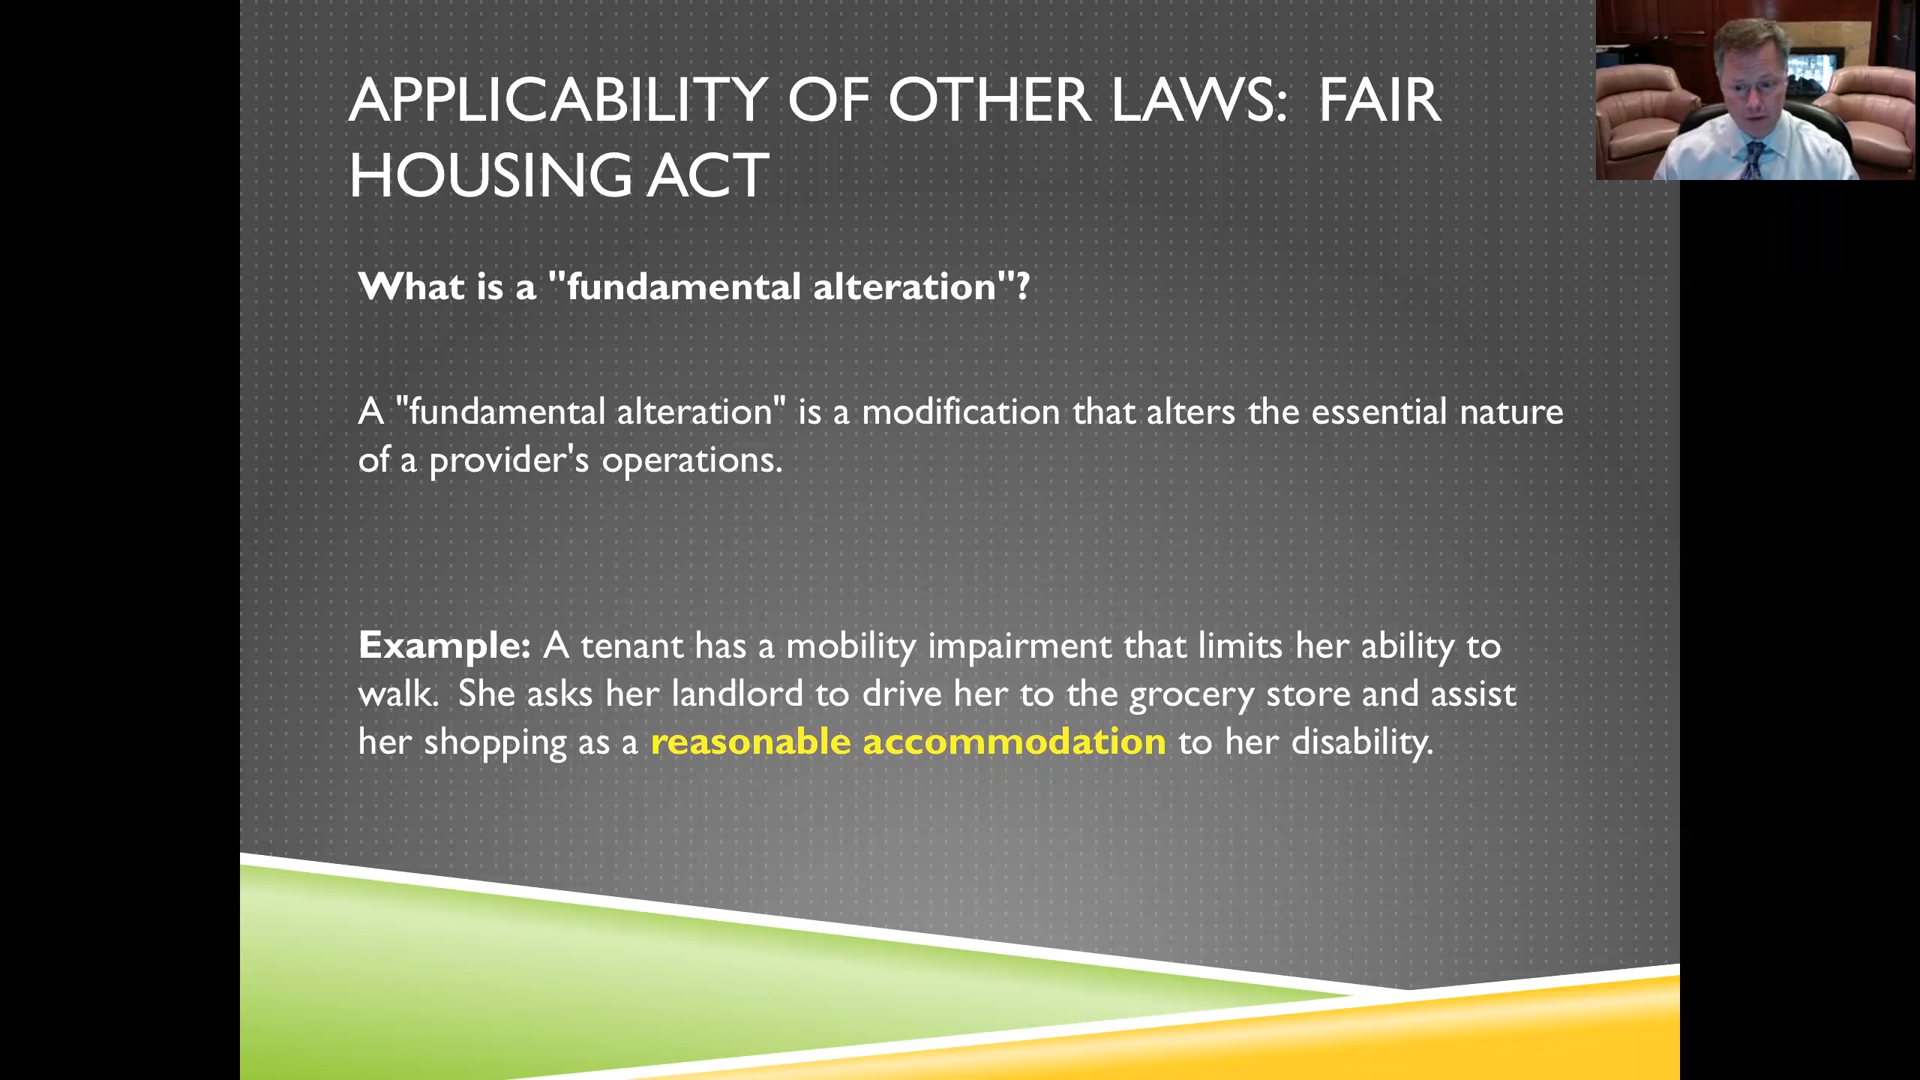 APPLICABILITY OF OTHER LAWS:  FAIR
HOUSING ACT
What is a "fundamental alteration"?
A "fundamental alteration" is a modification that alters the essential nature
of a provider's operations.
Example: A tenant has a mobility impairment that limits her ability to
walk.  She asks her landlord to drive her to the grocery store and assist
her shopping as a reasonable accommodation to her disability.